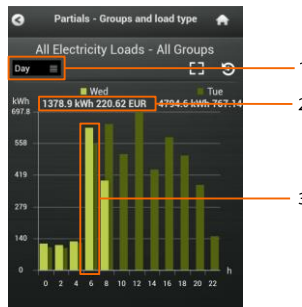 Partials - Groups and load type
All Electricity Loads - All Groups
Day
1
Wed Tue
kWh 1378.9 kWh 220.62 EUR 4794.6 kWh 767.14 2
697.8
558
419
3
279
140
0 h
0 2 4 6 8 10 12 14 16 18 20 22